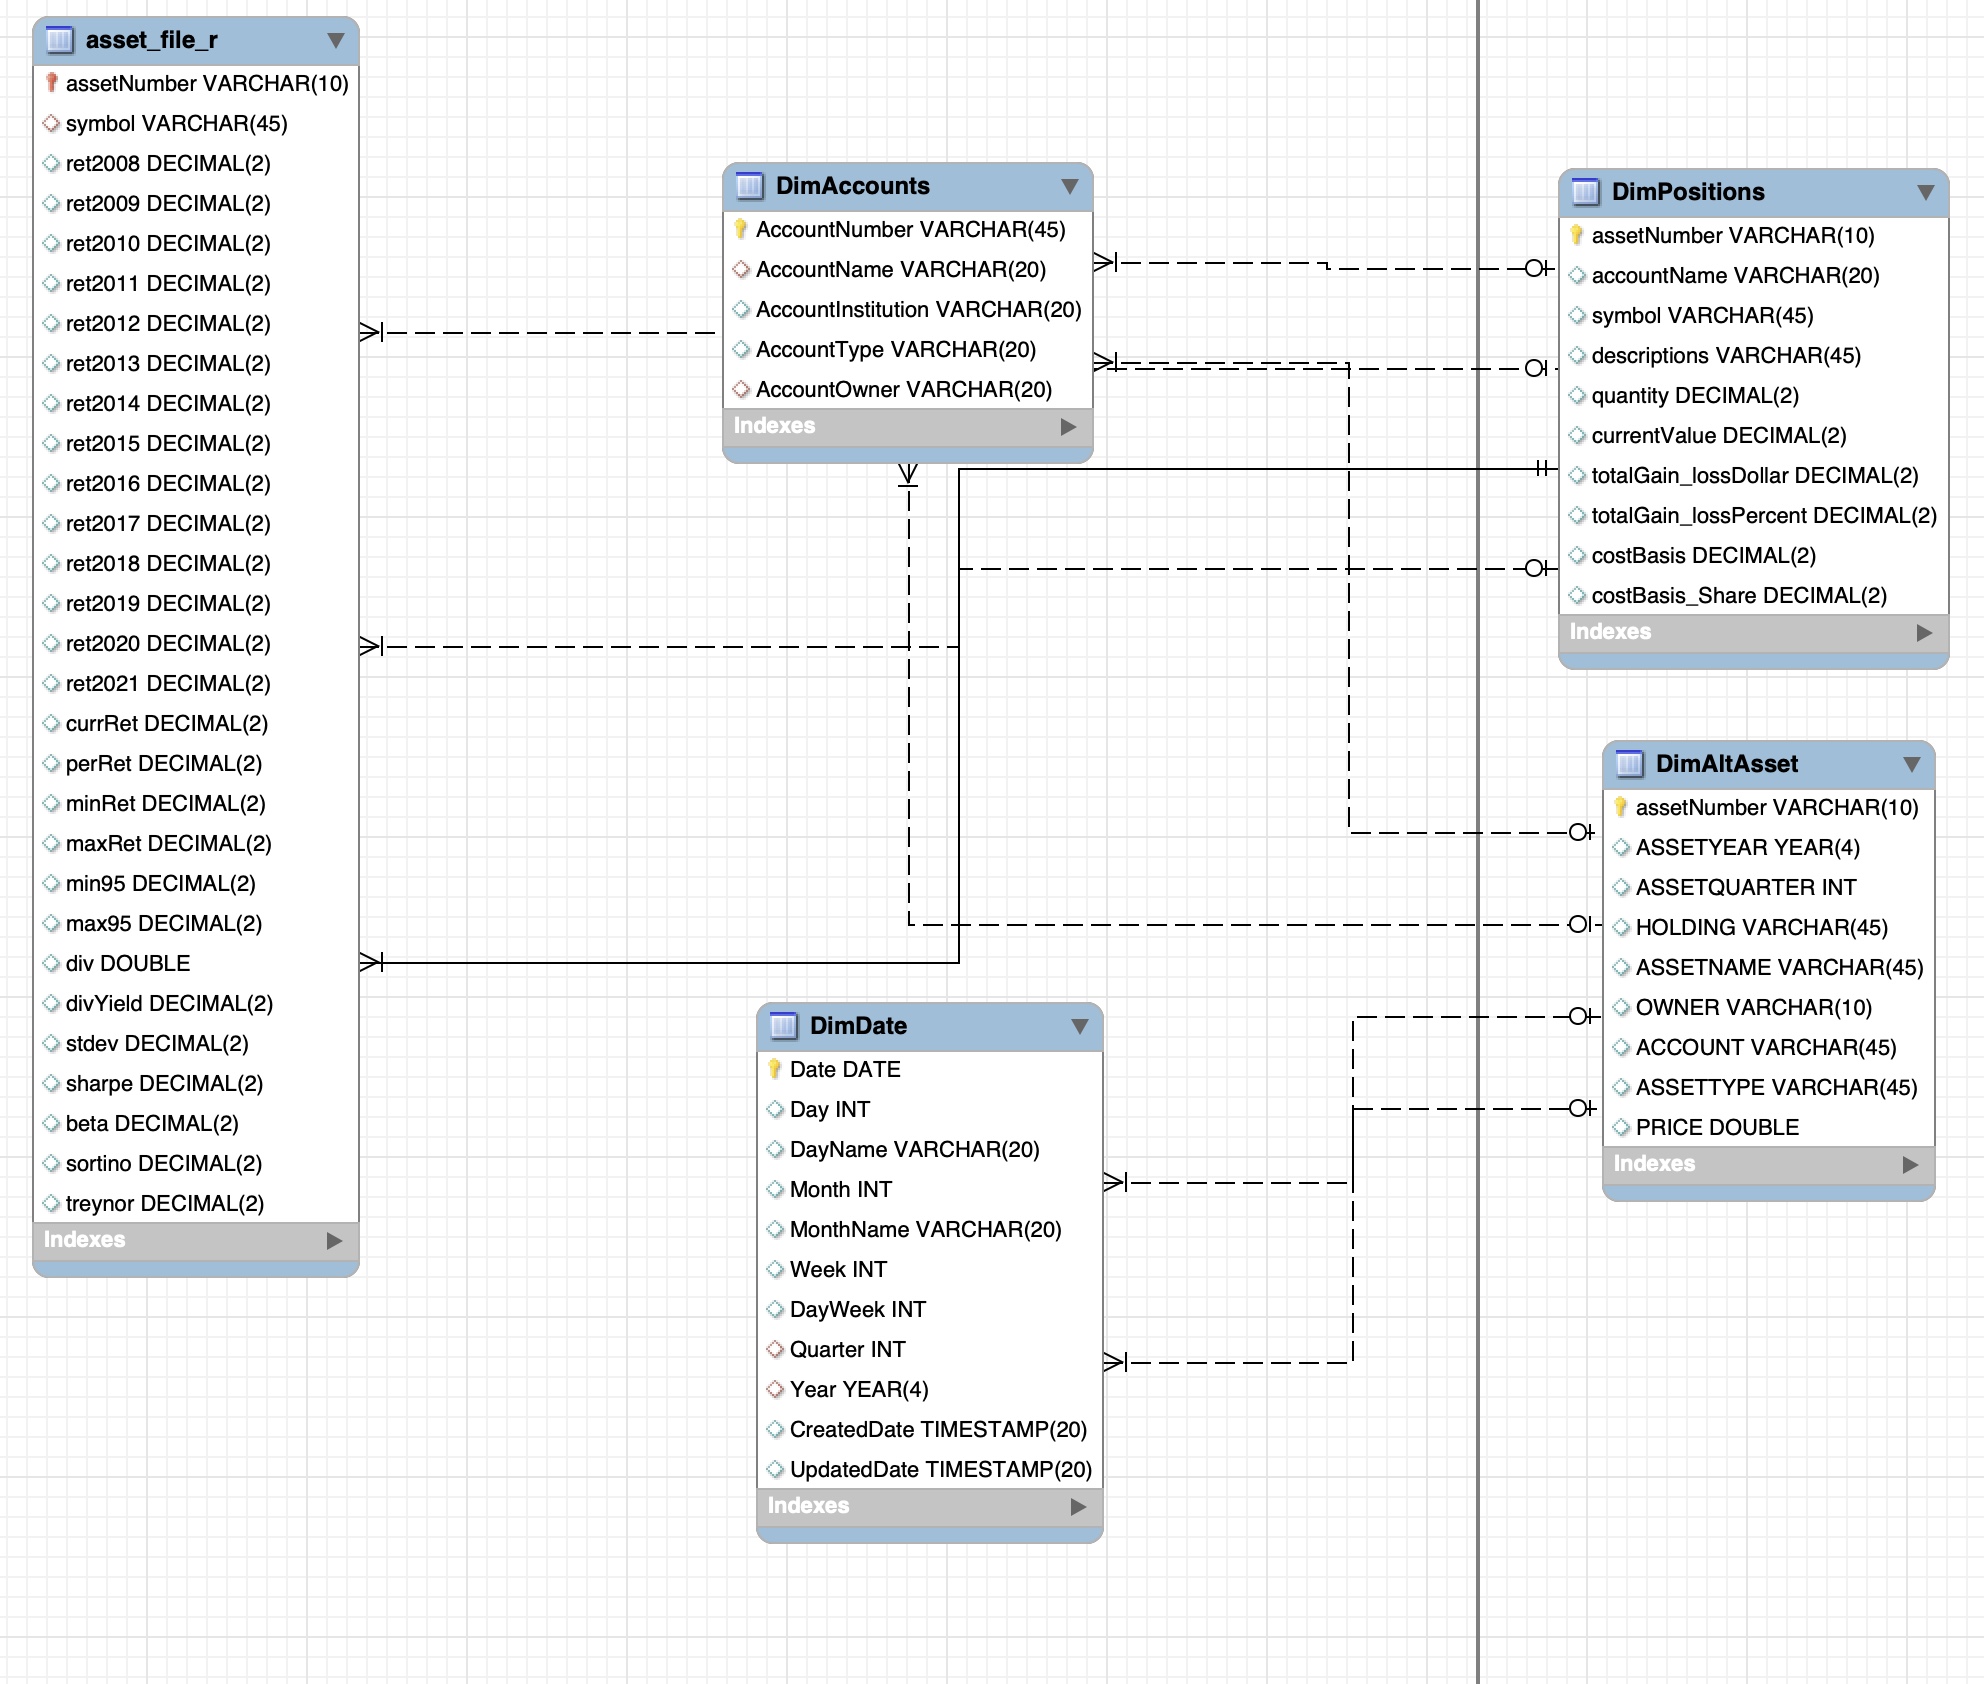 asset_file_r
assetNumber VARCHAR(10)
symbol VARCHAR(45)
ret2008 DECIMAL(2)
ret2009 DECIMAL(2)
ret2010 DECIMAL(2)
ret2011 DECIMAL(2)
ret2012 DECIMAL(2)
ret2013 DECIMAL(2)
ret2014 DECIMAL(2)
ret2015 DECIMAL(2)
ret2016 DECIMAL(2)
ret2017 DECIMAL(2)
ret2018 DECIMAL(2)
ret2019 DECIMAL(2)
ret2020 DECIMAL(2)
ret2021 DECIMAL(2)
currRet DECIMAL(2)
perRet DECIMAL(2)
minRet DECIMAL(2)
maxRet DECIMAL(2)
min95 DECIMAL(2)
max95 DECIMAL(2)
div DOUBLE
divYield DECIMAL(2)
stdev DECIMAL(2)
sharpe DECIMAL(2)
beta DECIMAL(2)
sortino DECIMAL(2)
treynor DECIMAL(2)
Indexes
DimAccounts
AccountNumber VARCHAR(45)
AccountName VARCHAR(20)
AccountInstitution VARCHAR(20)
AccountType VARCHAR(20)
AccountOwner VARCHAR(20)
Indexes
DimDate
Date DATE
Day INT
DayName VARCHAR(20)
Month INT
MonthName VARCHAR(20)
Week INT
DayWeek INT
Quarter INT
Year YEAR(4)
CreatedDate TIMESTAMP(20)
UpdatedDate TIMESTAMP(20)
Indexes
DimPositions
assetNumber VARCHAR(10)
accountName VARCHAR(20)
symbol VARCHAR(45)
descriptions VARCHAR(45)
quantity DECIMAL(2)
currentValue DECIMAL(2)
totalGain_lossDollar DECIMAL(2)
totalGain_lossPercent DECIMAL(2)
costBasis DECIMAL(2)
costBasis_Share DECIMAL(2)
Indexes
DimAltAsset
assetNumber VARCHAR(10)
ASSETYEAR YEAR(4)
ASSETQUARTER INT
HOLDING VARCHAR(45)
ASSETNAME VARCHAR(45)
OWNER VARCHAR(10)
ACCOUNT VARCHAR(45)
ASSETTYPE VARCHAR(45)
PRICE DOUBLE
Indexes